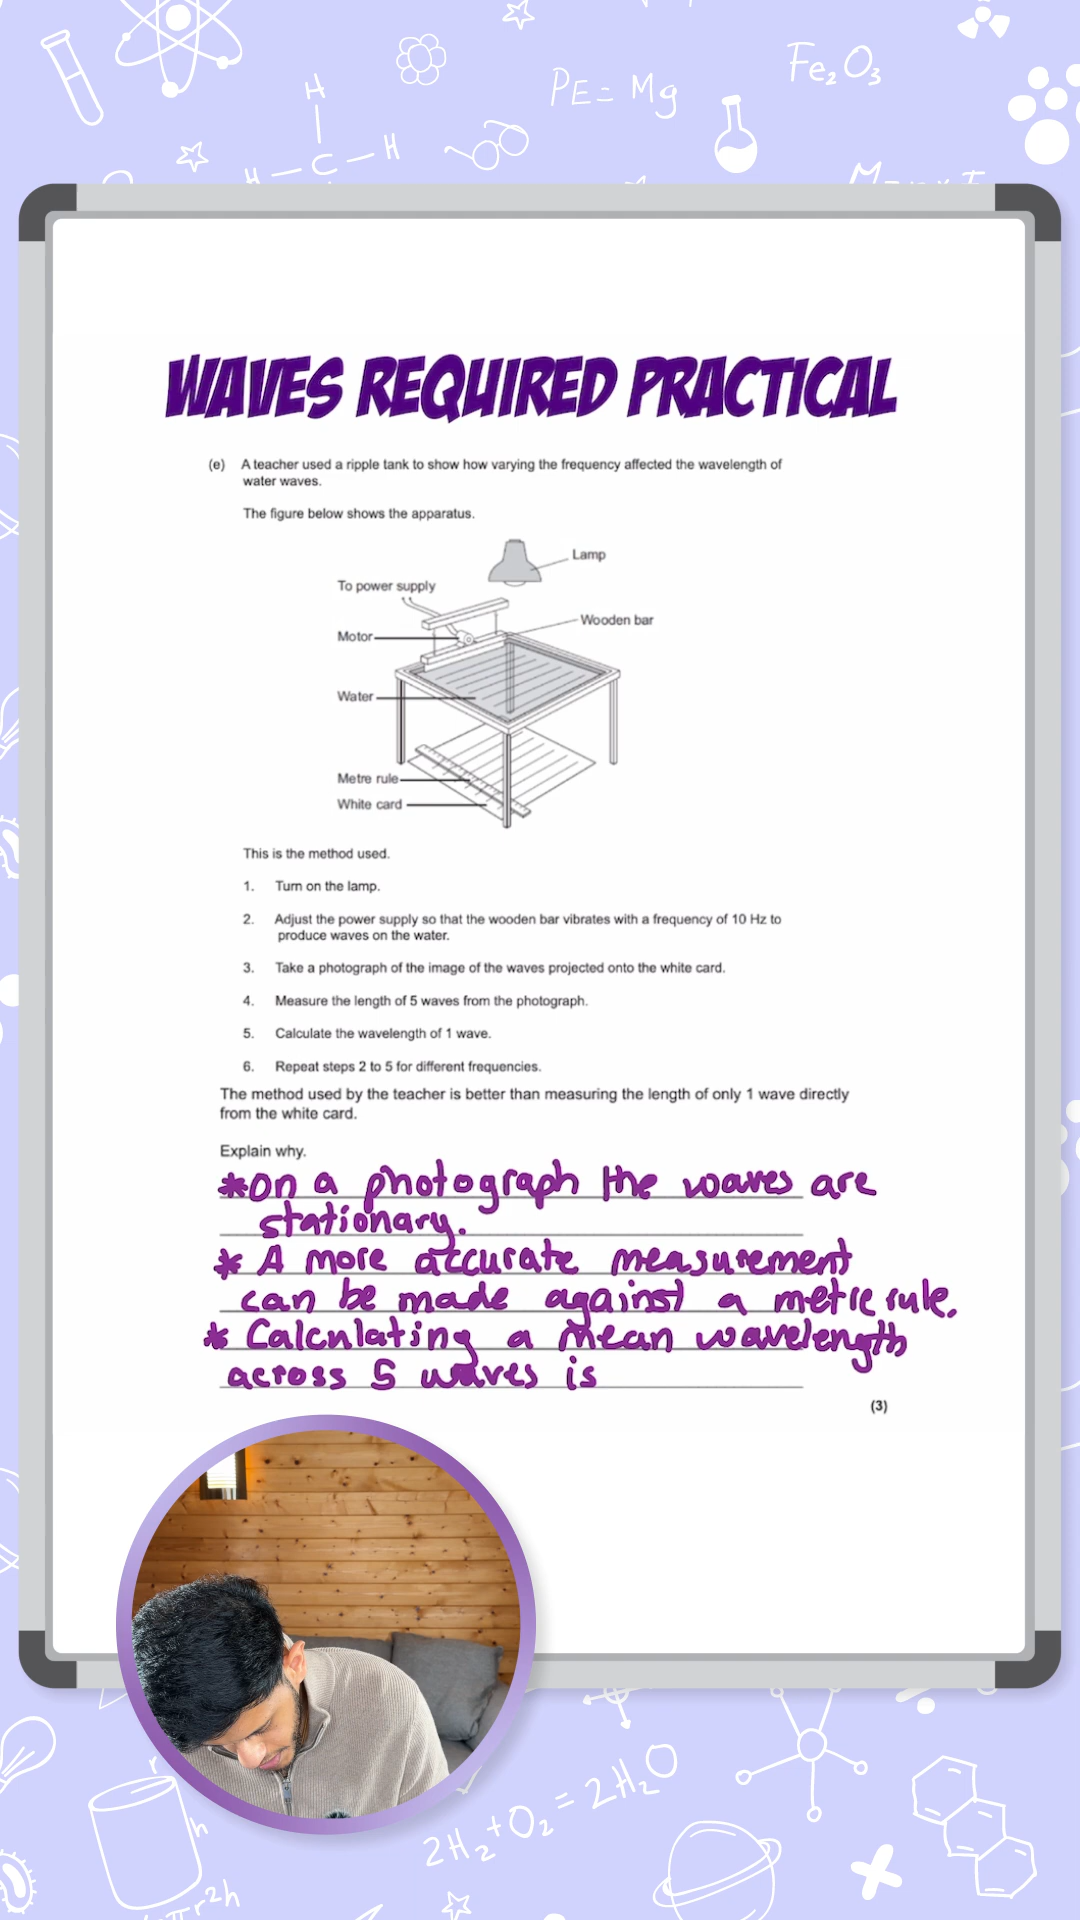 PE= Mg
Fe₂O₃
H
H—C—H
WAVES REQUIRED PRACTICAL
(e) A teacher used a ripple tank to show how varying the frequency affected the wavelength of
water waves.
The figure below shows the apparatus.
Lamp
To power supply
Wooden bar
Motor
Water
Metre rule
White card
This is the method used.
1. Turn on the lamp.
2. Adjust the power supply so that the wooden bar vibrates with a frequency of 10 Hz to
produce waves on the water.
3. Take a photograph of the image of the waves projected onto the white card.
4. Measure the length of 5 waves from the photograph.
5. Calculate the wavelength of 1 wave.
6. Repeat steps 2 to 5 for different frequencies.
The method used by the teacher is better than measuring the length of only 1 wave directly
from the white card.
Explain why.
*On a photograph the waves are
stationary.
* A more accurate measurement
can be made against a metre rule.
* Calculating a mean wavelength
across 5 waves is
(3)
r
h
πr2h
2H₂+O₂=2H₂O